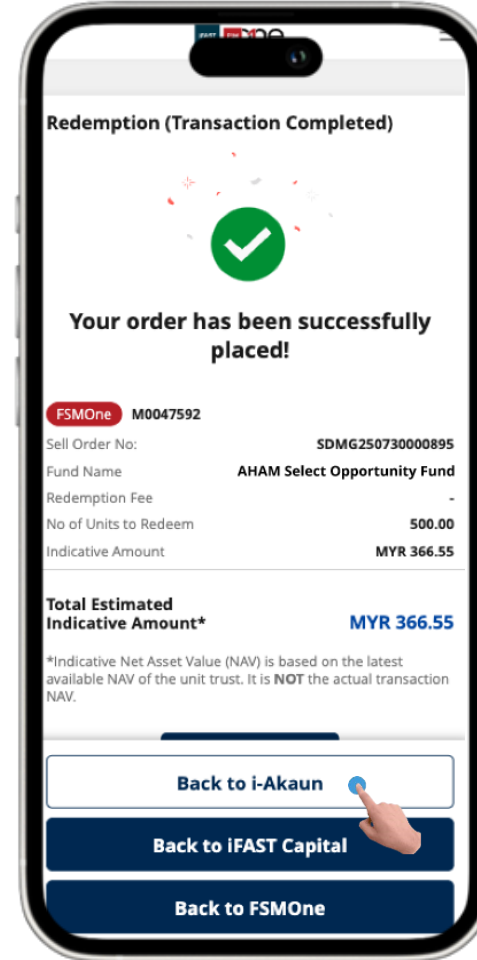 Redemption (Transaction Completed)
Your order has been successfully
placed!
FSMOne M0047592
Sell Order No: SDMG250730000895
Fund Name AHAM Select Opportunity Fund
Redemption Fee -
No of Units to Redeem 500.00
Indicative Amount MYR 366.55
Total Estimated
Indicative Amount* MYR 366.55
*Indicative Net Asset Value (NAV) is based on the latest
available NAV of the unit trust. It is NOT the actual transaction
NAV.
Back to i-Akaun
Back to iFAST Capital
Back to FSMOne